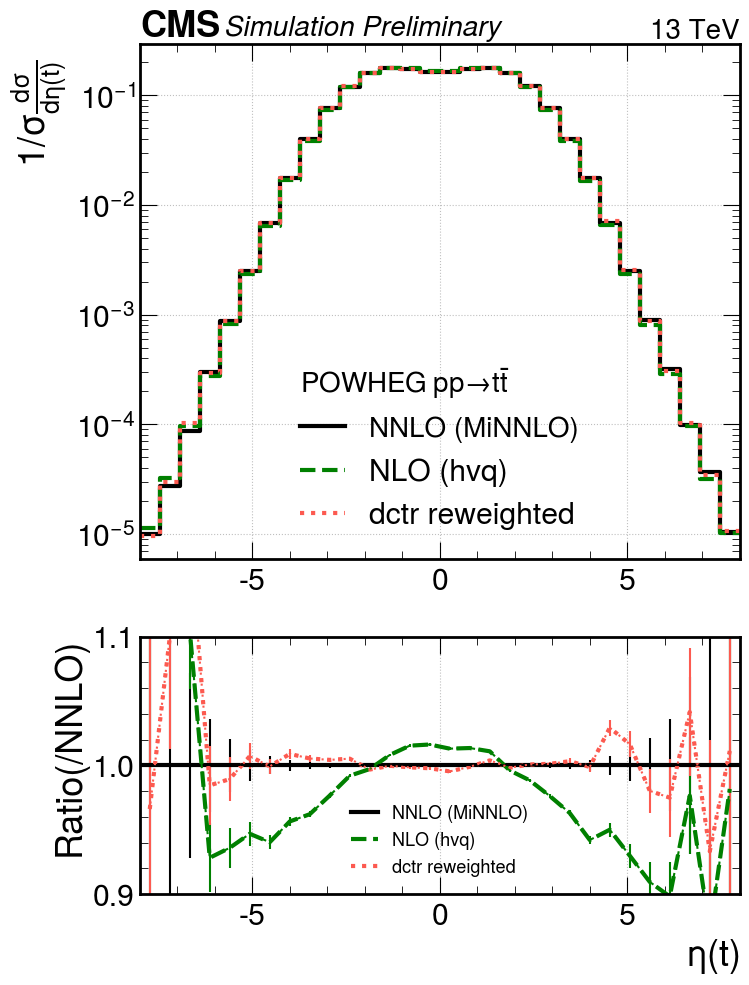 CMS Simulation Preliminary 13 TeV
1/σ dσ/dη(t)
10⁻¹
10⁻²
10⁻³
10⁻⁴
10⁻⁵
POWHEG pp→tt̄
NNLO (MiNNLO)
NLO (hvq)
dctr reweighted
-5 0 5
Ratio(/NNLO)
1.1
1.0
0.9
NNLO (MiNNLO)
NLO (hvq)
dctr reweighted
-5 0 5
η(t)